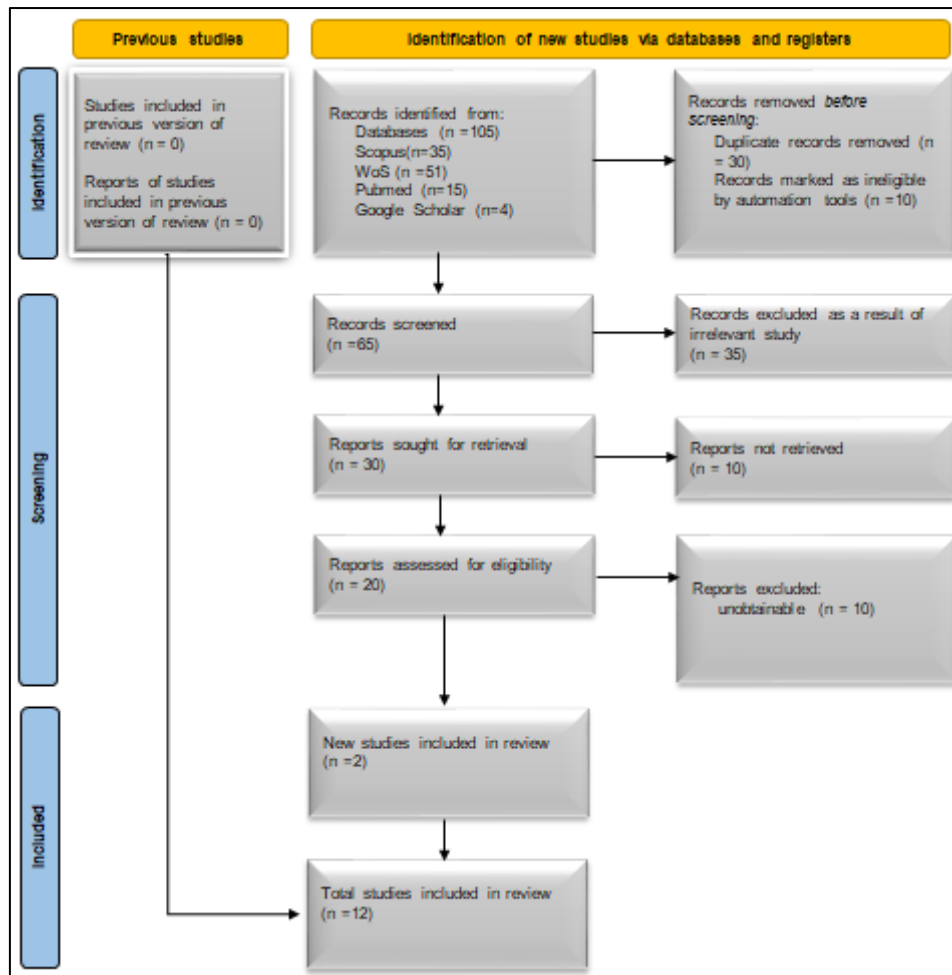 Previous studies
Identification of new studies via databases and registers
Identification
Studies included in
previous version of
review (n = 0)
Reports of studies
included in previous
version of review (n = 0)
Records identified from:
Databases (n =105)
Scopus(n=35)
WoS (n =51)
Pubmed (n=15)
Google Scholar (n=4)
Records removed before
screening:
Duplicate records removed (n
= 30)
Records marked as ineligible
by automation tools (n =10)
Screening
Records screened
(n =65)
Records excluded as a result of
irrelevant study
(n = 35)
Reports sought for retrieval
(n = 30)
Reports not retrieved
(n = 10)
Reports assessed for eligibility
(n = 20)
Reports excluded:
unobtainable (n = 10)
Included
New studies included in review
(n =2)
Total studies included in review
(n =12)